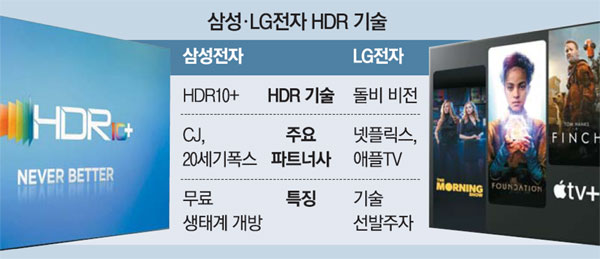 삼성·LG전자 HDR 기술
삼성전자
LG전자
HDR10+
HDR 기술
돌비 비전
CJ,
20세기폭스
주요
파트너사
넷플릭스,
애플TV
무료
생태계 개방
특징
기술
선발주자
HDR10+
NEVER BETTER
THE
MORNING
SHOW
FOUNDATION
TOM HANKS
FINCH
tv+